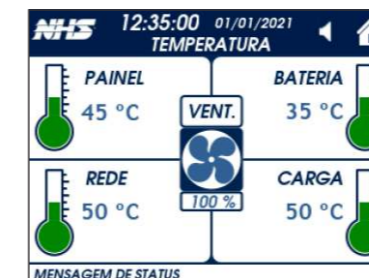 NHS 12:35:00 01/01/2021
TEMPERATURA
PAINEL
45 °C
VENT.
BATERIA
35 °C
REDE
50 °C
100 %
CARGA
50 °C
MENSAGEM DE STATUS